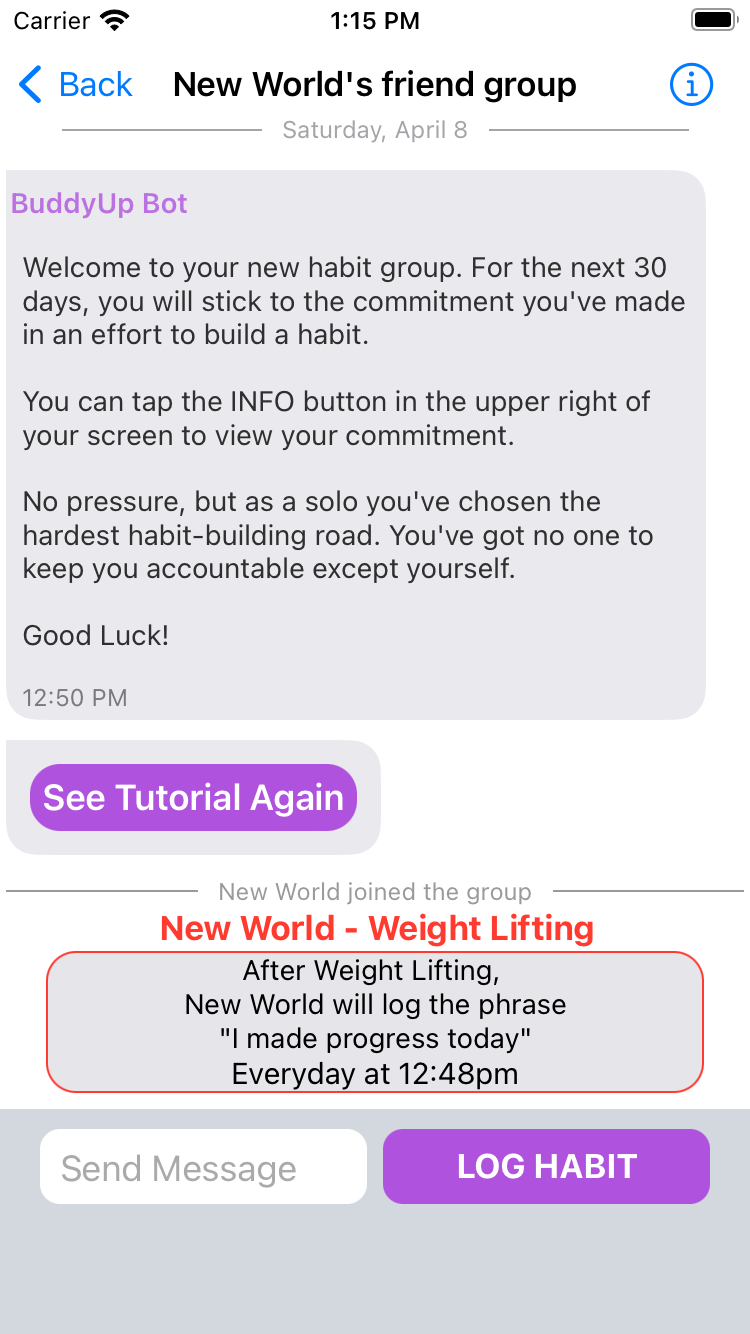 Carrier 1:15 PM
Back New World's friend group
Saturday, April 8
BuddyUp Bot
Welcome to your new habit group. For the next 30
days, you will stick to the commitment you've made
in an effort to build a habit.
You can tap the INFO button in the upper right of
your screen to view your commitment.
No pressure, but as a solo you've chosen the
hardest habit-building road. You've got no one to
keep you accountable except yourself.
Good Luck!
12:50 PM
See Tutorial Again
New World joined the group
New World - Weight Lifting
After Weight Lifting,
New World will log the phrase
"I made progress today"
Everyday at 12:48pm
Send Message LOG HABIT